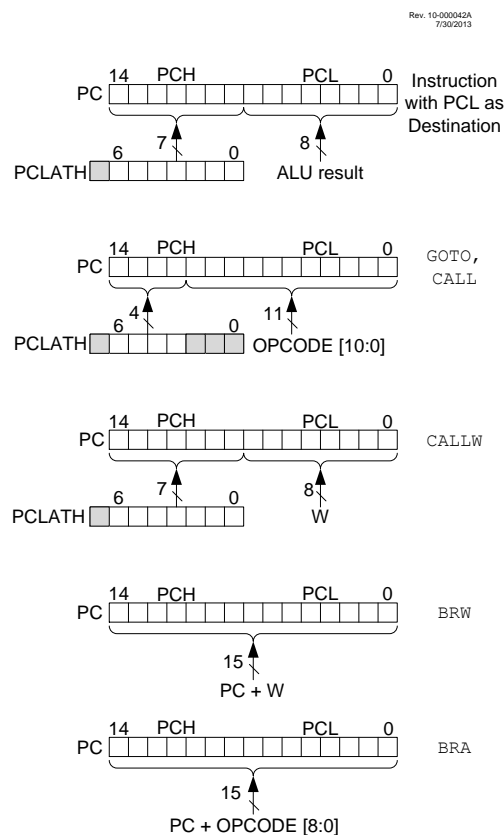 Rev. 10-000042A
7/30/2013
14 PCH PCL 0
PC
Instruction
with PCL as
Destination
6 7 0 8
PCLATH
ALU result
14 PCH PCL 0
PC
GOTO,
CALL
6 4 0 11
PCLATH
OPCODE [10:0]
14 PCH PCL 0
PC
CALLW
6 7 0 8
PCLATH
W
14 PCH PCL 0
PC
BRW
15
PC + W
14 PCH PCL 0
PC
BRA
15
PC + OPCODE [8:0]